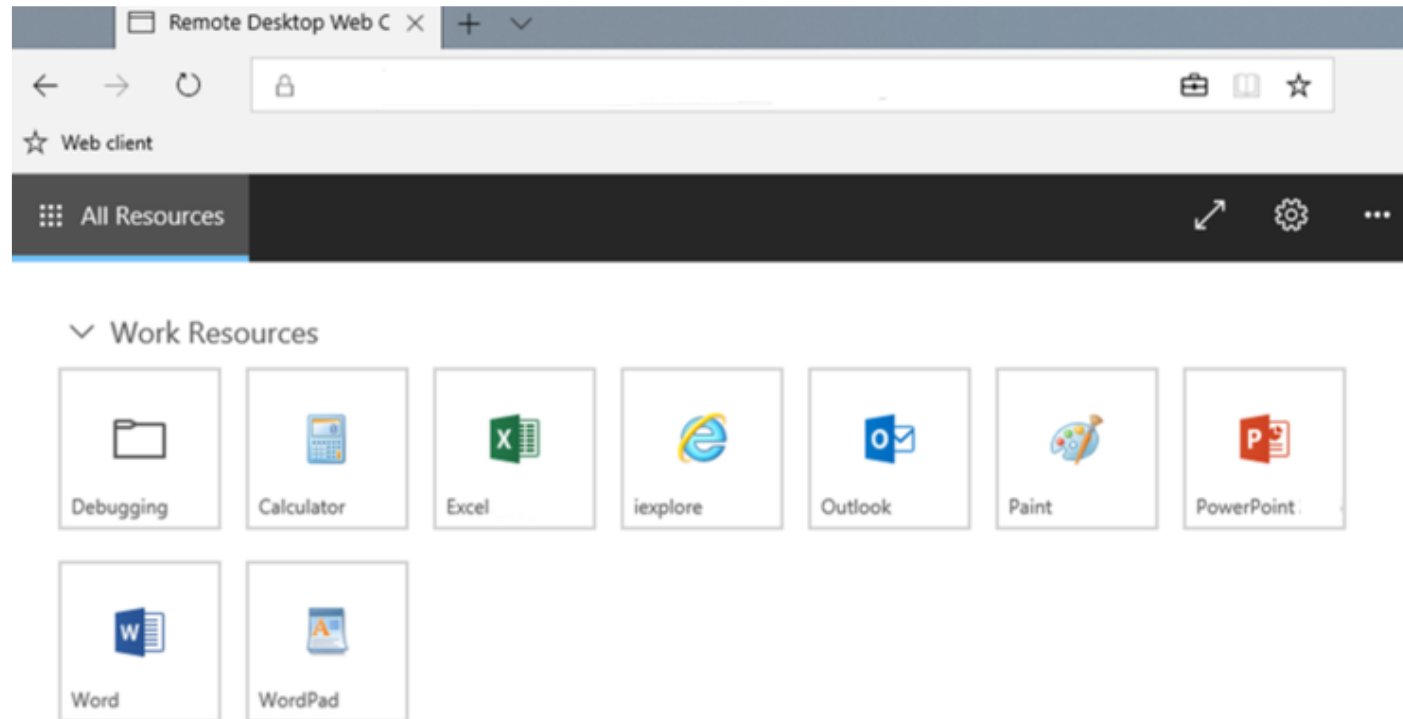 Remote Desktop Web C
Web client
All Resources
Work Resources
Debugging Calculator Excel iexplore Outlook Paint PowerPoint
Word WordPad